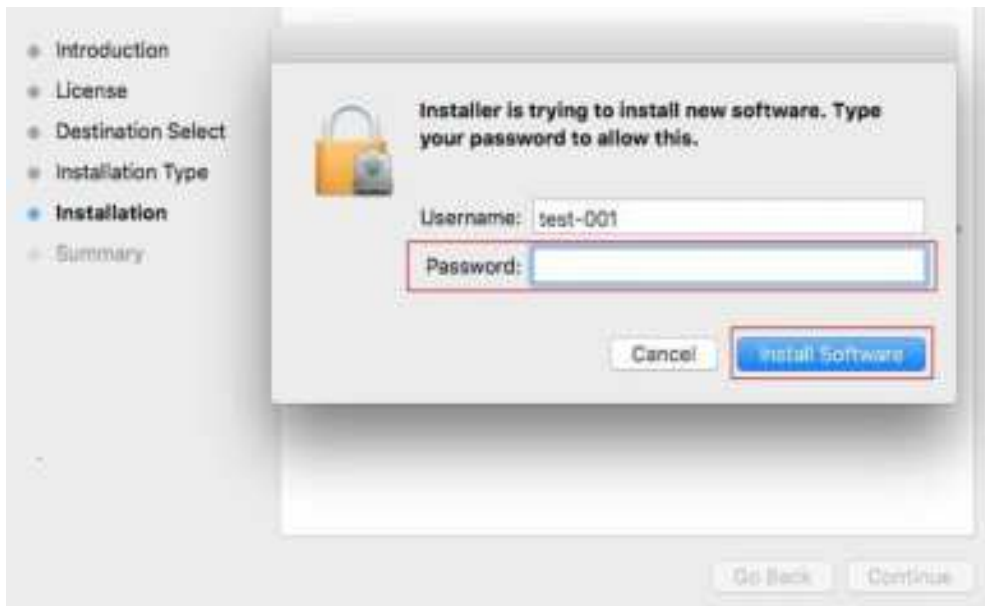 Introduction
License
Destination Select
Installation Type
Installation
Summary
Installer is trying to install new software. Type
your password to allow this.
Username: test-001
Password:
Cancel
Install Software
Go Back
Continue